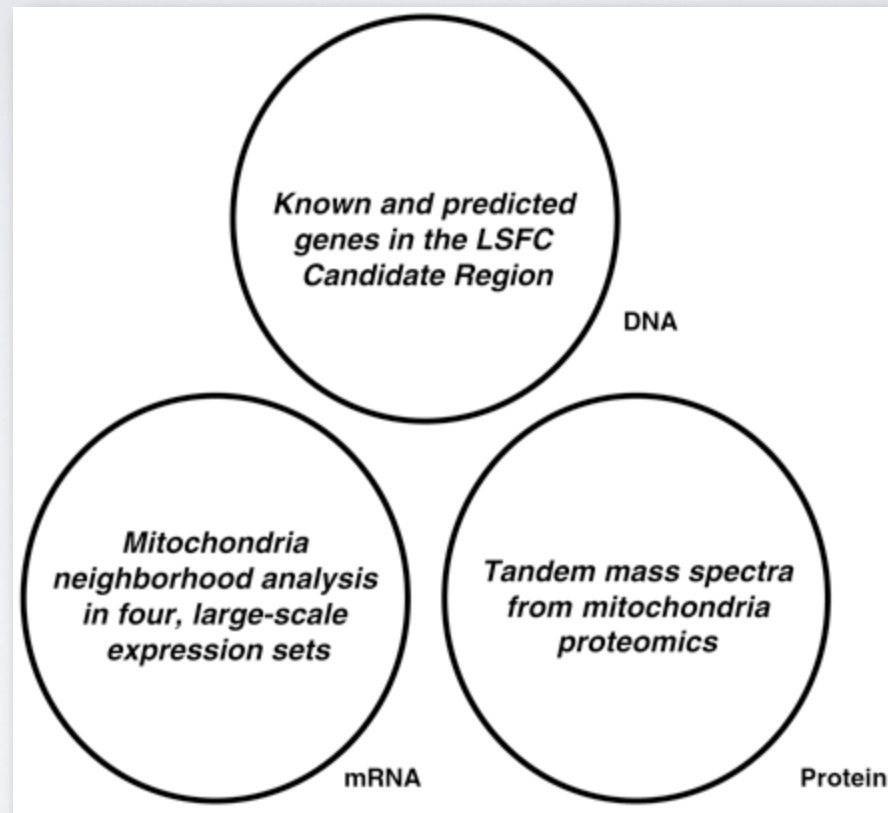 Known and predicted
genes in the LSFC
Candidate Region
DNA
Mitochondria
neighborhood analysis
in four, large-scale
expression sets
mRNA
Tandem mass spectra
from mitochondria
proteomics
Protein